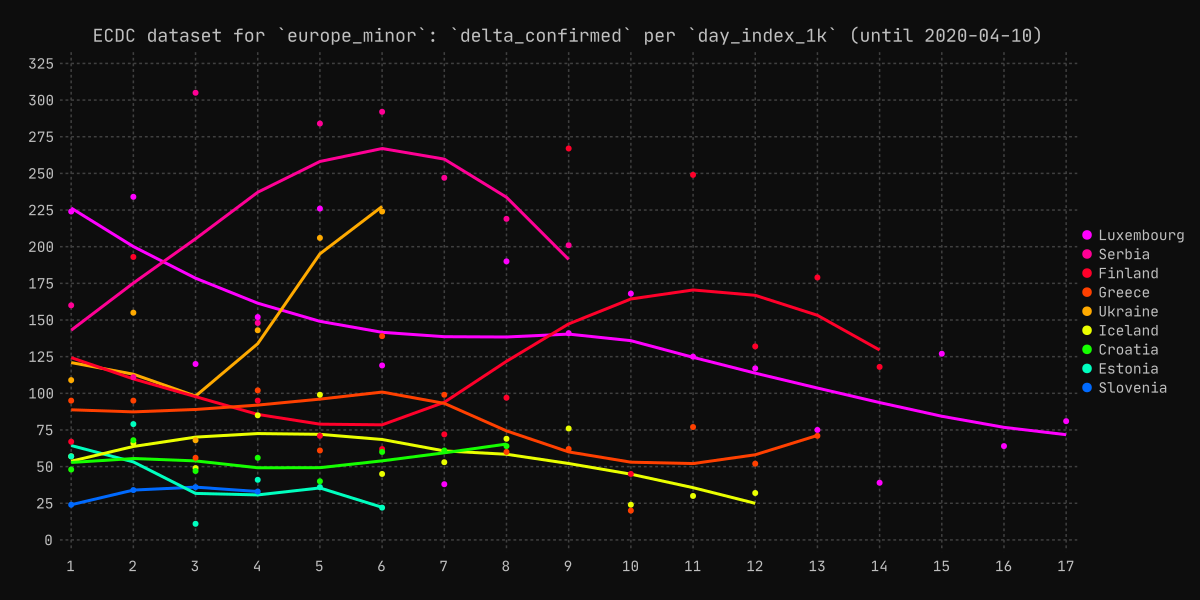 ECDC dataset for `europe_minor`: `delta_confirmed` per `day_index_1k` (until 2020-04-10)
325
300
275
250
225
200
175
150
125
100
75
50
25
0
1 2 3 4 5 6 7 8 9 10 11 12 13 14 15 16 17
Luxembourg
Serbia
Finland
Greece
Ukraine
Iceland
Croatia
Estonia
Slovenia